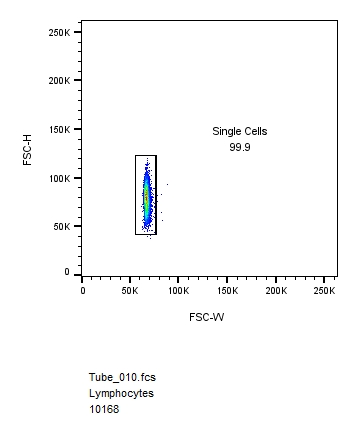 250K
200K
150K
100K
50K
0
FSC-H
Single Cells
99.9
0 50K 100K 150K 200K 250K
FSC-W
Tube_010.fcs
Lymphocytes
10168